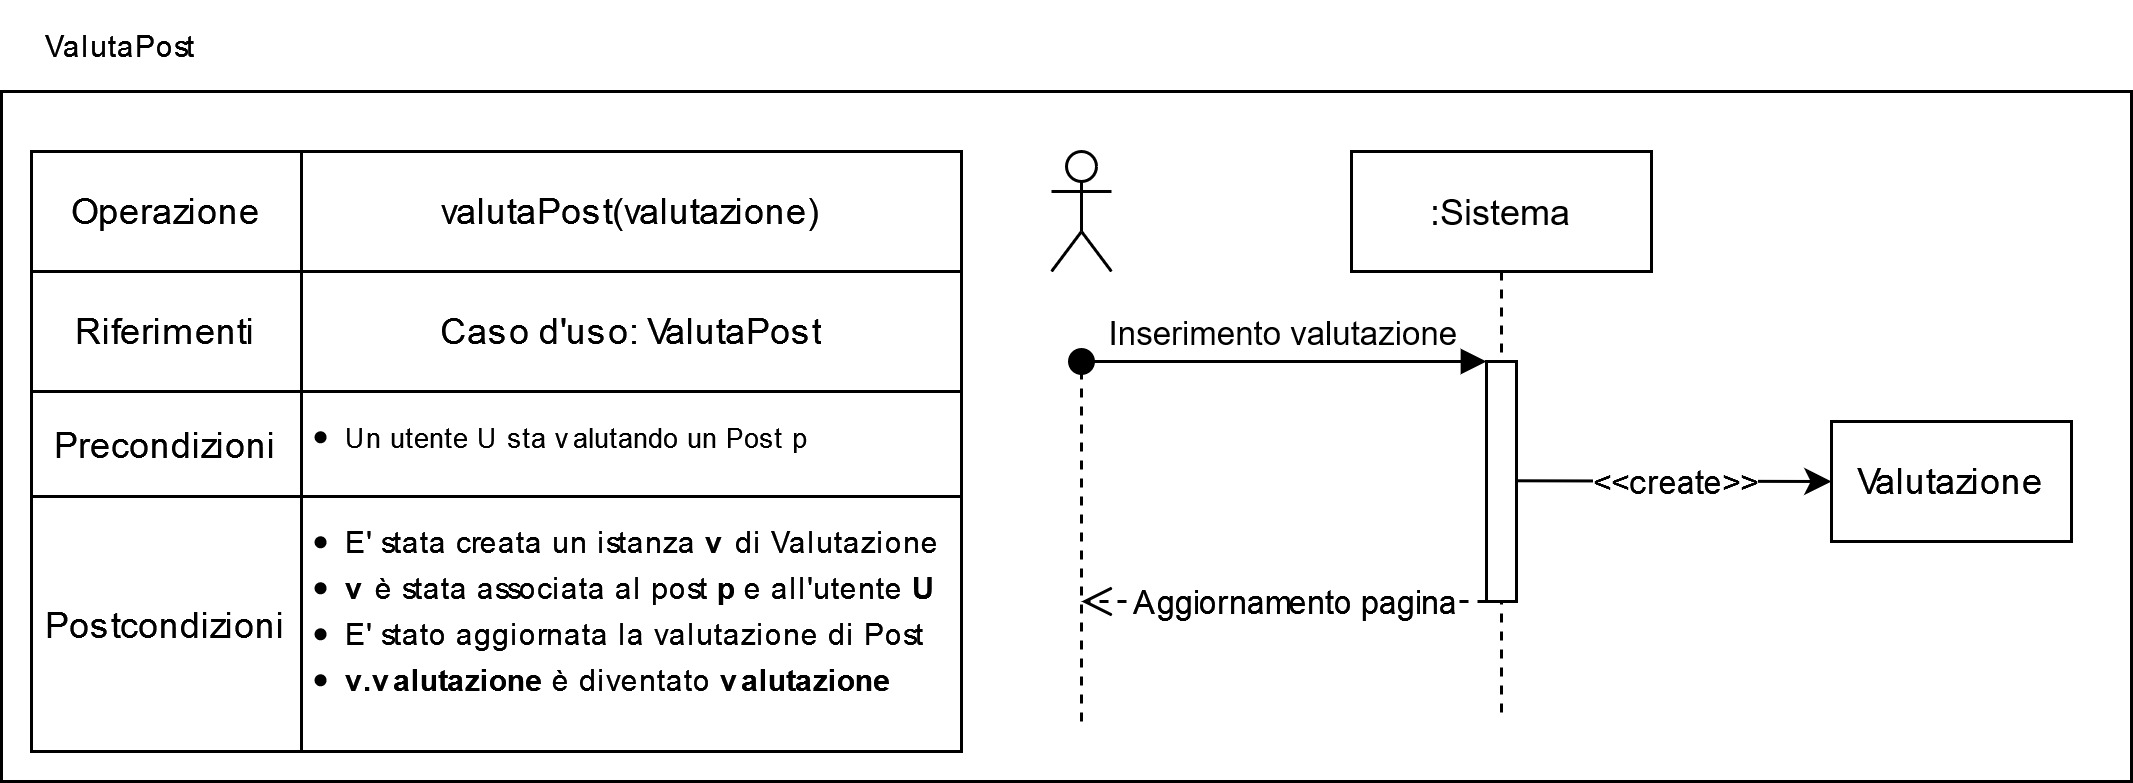 ValutaPost
Operazione
valutaPost(valutazione)
Riferimenti
Caso d'uso: ValutaPost
Precondizioni
• Un utente U sta valutando un Post p
Postcondizioni
• E' stata creata un istanza v di Valutazione
• v è stata associata al post p e all'utente U
• E' stato aggiornata la valutazione di Post
• v.valutazione è diventato valutazione
:Sistema
Inserimento valutazione
<<create>>
Valutazione
Aggiornamento pagina